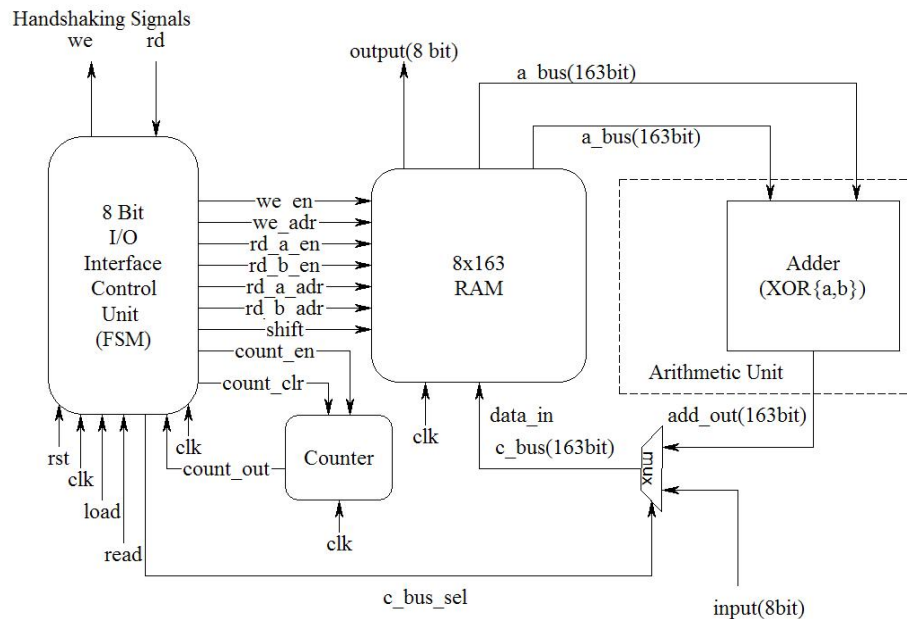 Handshaking Signals
we
rd
output(8 bit)
a_bus(163bit)
a_bus(163bit)
8 Bit
I/O
Interface
Control
Unit
(FSM)
we_en
we_adr
rd_a_en
rd_b_en
rd_a_adr
rd_b_adr
shift
count_en
count_clr
8x163
RAM
Adder
(XOR{a,b})
Arithmetic Unit
rst
clk
load
read
clk
count_out
Counter
clk
clk
data_in
c_bus(163bit)
add_out(163bit)
mux
c_bus_sel
input(8bit)